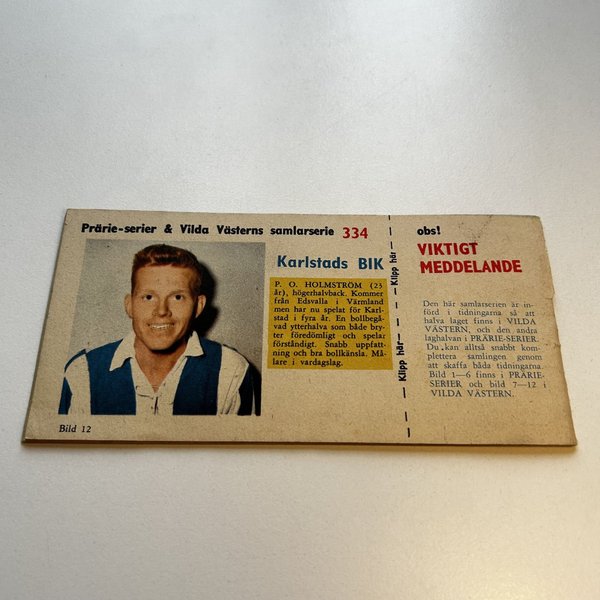 Prärie-serier & Vilda Västerns samlarserie 334
Karlstads BIK
P. O. HOLMSTRÖM (23
år), högerhalvback. Kommer
från Edsvalla i Värmland
men har nu spelat för Karl-
stad i fyra år. En bollbegå-
vad ytterhalva som både bry-
ter föredömligt och spelar
förståndigt. Snabb uppfatt-
ning och bra bollkänsla. Må-
lare i vardagslag.
Bild 12
Klipp här
Klipp här
obs!
VIKTIGT
MEDDELANDE
Den här samlarserien är in-
förd i tidningarna så att
halva laget finns i VILDA
VÄSTERN, och den andra
laghalvan i PRÄRIE-SERIER.
Du kan alltså snabbt kom-
plettera samlingen genom
att skaffa båda tidningarna.
Bild 1—6 finns i PRÄRIE-
SERIER och bild 7—12 i
VILDA VÄSTERN.